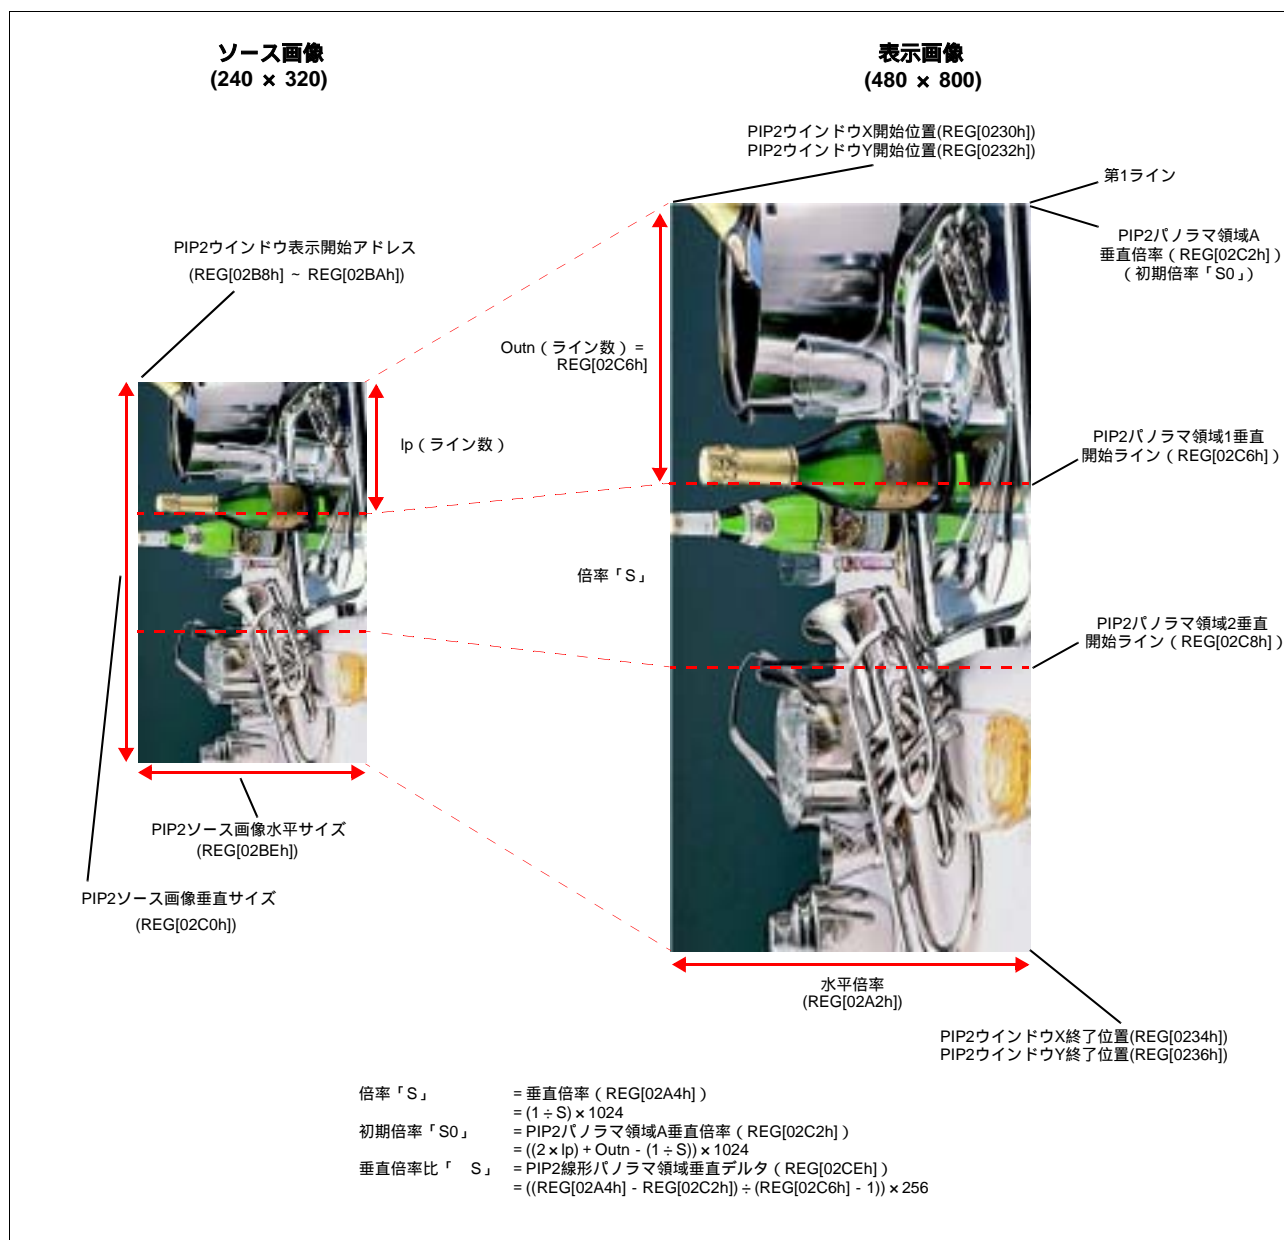 ソース画像
(240 × 320)
表示画像
(480 × 800)
PIP2ウインドウX開始位置(REG[0230h])
PIP2ウインドウY開始位置(REG[0232h])
第1ライン
PIP2パノラマ領域A
垂直倍率(REG[02C2h])
(初期倍率「S0」)
PIP2ウインドウ表示開始アドレス
(REG[02B8h] ~ REG[02BAh])
Outn(ライン数)=
REG[02C6h]
Ip(ライン数)
PIP2パノラマ領域1垂直
開始ライン(REG[02C6h])
倍率「S」
PIP2パノラマ領域2垂直
開始ライン(REG[02C8h])
PIP2ソース画像水平サイズ
(REG[02BEh])
PIP2ソース画像垂直サイズ
(REG[02C0h])
水平倍率
(REG[02A2h])
PIP2ウインドウX終了位置(REG[0234h])
PIP2ウインドウY終了位置(REG[0236h])
倍率「S」 = 垂直倍率(REG[02A4h])
= (1 ÷ S) × 1024
初期倍率「S0」 = PIP2パノラマ領域A垂直倍率(REG[02C2h])
= ((2 × Ip) + Outn - (1 ÷ S)) × 1024
垂直倍率比「 S」 = PIP2線形パノラマ領域垂直デルタ(REG[02CEh])
= ((REG[02A4h] - REG[02C2h]) ÷ (REG[02C6h] - 1)) × 256